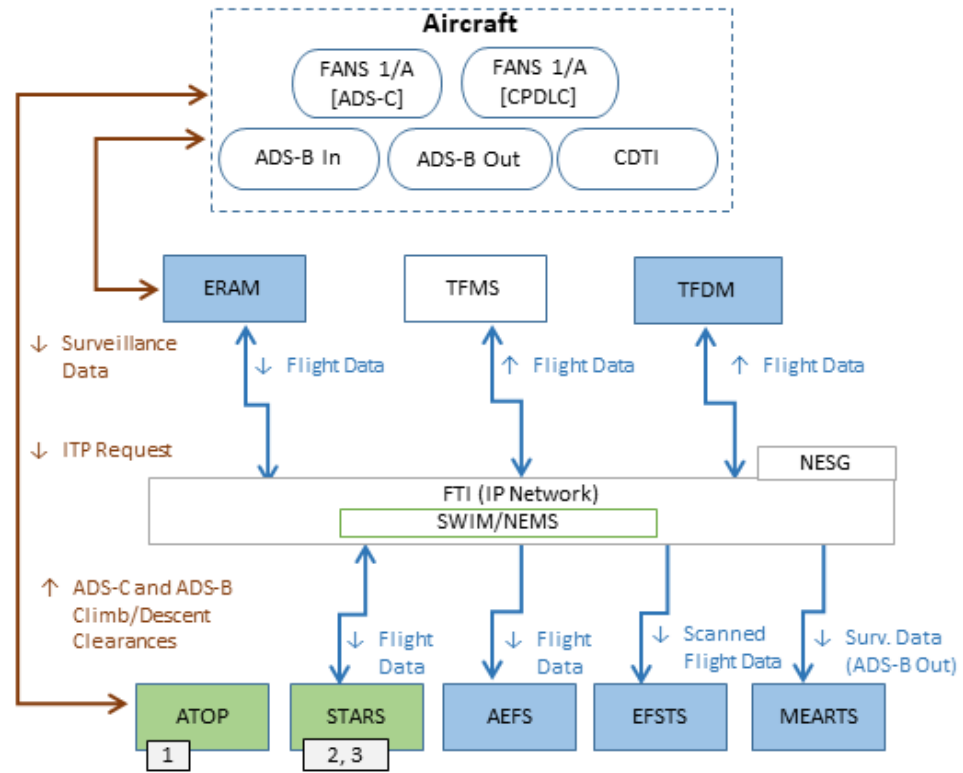 Aircraft
FANS 1/A
[ADS-C]
FANS 1/A
[CPDLC]
ADS-B In
ADS-B Out
CDTI
ERAM
TFMS
TFDM
↓ Surveillance
Data
↓ Flight Data
↑ Flight Data
↑ Flight Data
↓ ITP Request
NESG
FTI (IP Network)
SWIM/NEMS
↑ ADS-C and ADS-B
Climb/Descent
Clearances
↓ Flight
Data
↓ Flight
Data
↓ Scanned
Flight Data
↓ Surv. Data
(ADS-B Out)
ATOP
STARS
AEFS
EFSTS
MEARTS
1
2, 3